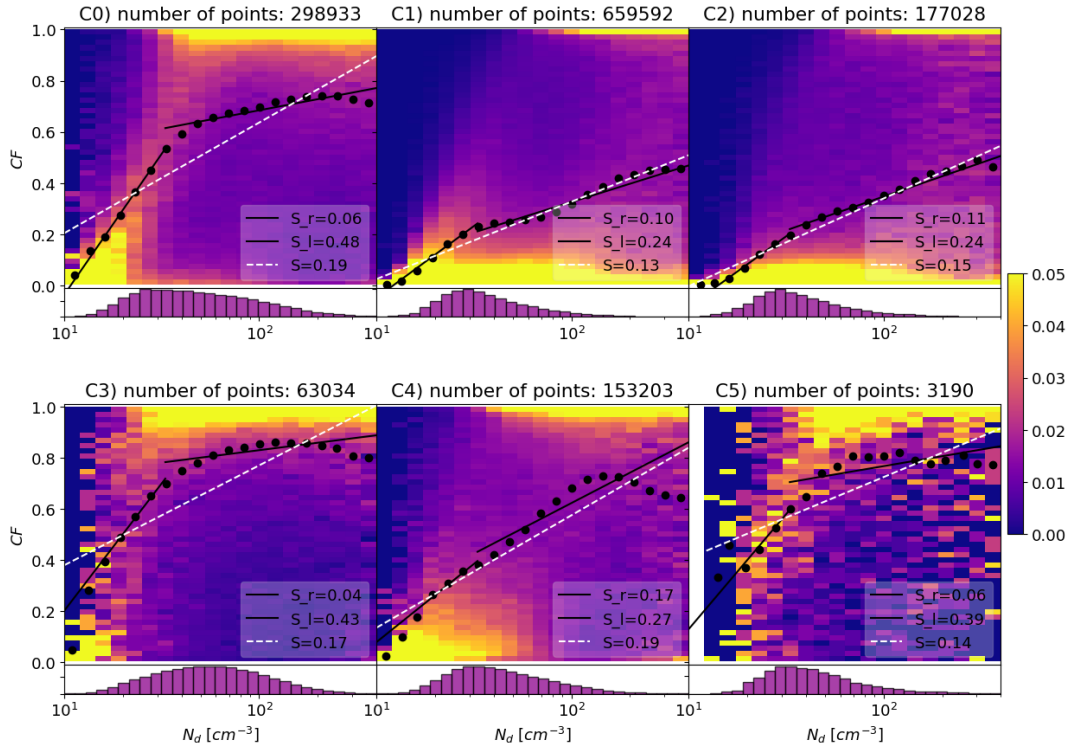 C0) number of points: 298933
C1) number of points: 659592
C2) number of points: 177028
1.0
0.8
0.6
0.4
0.2
0.0
CF
S_r=0.06
S_l=0.48
S=0.19
S_r=0.10
S_l=0.24
S=0.13
S_r=0.11
S_l=0.24
S=0.15
10^1
10^2
10^1
10^2
10^1
10^2
0.05
0.04
0.03
0.02
0.01
0.00
C3) number of points: 63034
C4) number of points: 153203
C5) number of points: 3190
1.0
0.8
0.6
0.4
0.2
0.0
CF
S_r=0.04
S_l=0.43
S=0.17
S_r=0.17
S_l=0.27
S=0.19
S_r=0.06
S_l=0.39
S=0.14
10^1
10^2
10^1
10^2
10^1
10^2
N_d [cm^-3]
N_d [cm^-3]
N_d [cm^-3]